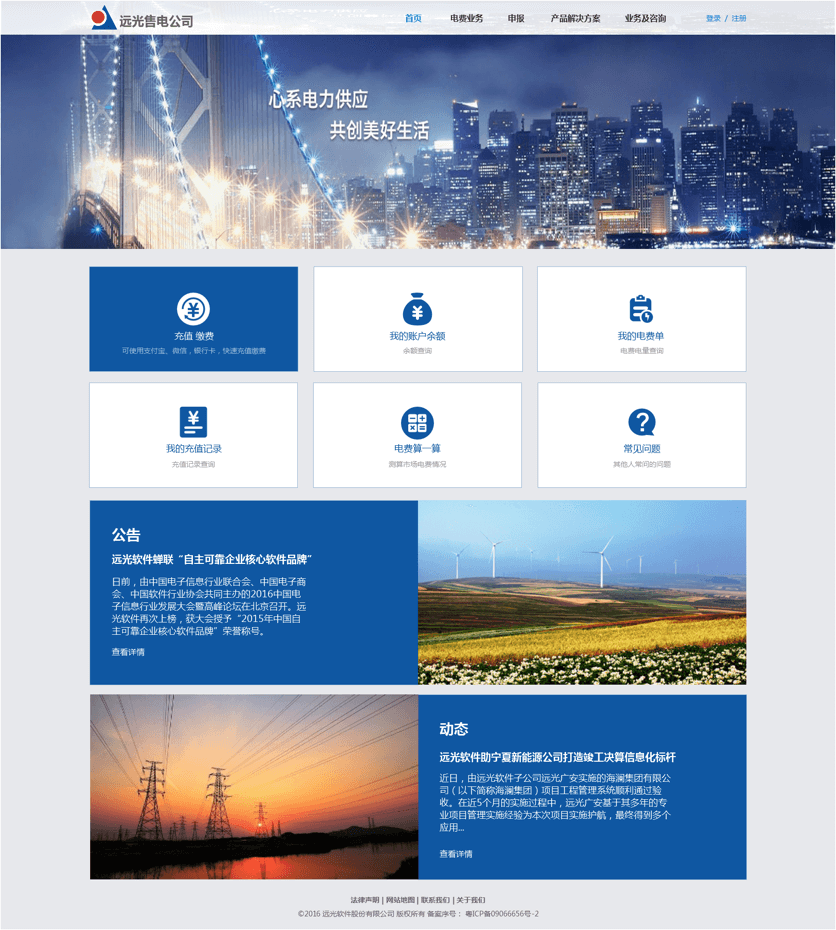 远光售电公司
首页 电费业务 申报 产品解决方案 业务及咨询 登录 / 注册
心系电力供应
共创美好生活
充值 缴费
可使用支付宝、微信，银行卡，快速充值缴费
我的账户余额
余额查询
我的电费单
电费电量查询
我的充值记录
充值记录查询
电费算一算
测算市场电费情况
常见问题
其他人常问的问题
公告
远光软件蝉联“自主可靠企业核心软件品牌”
日前，由中国电子信息行业联合会、中国电子商
会、中国软件行业协会共同主办的2016中国电
子信息行业发展大会暨高峰论坛在北京召开。远
光软件再次上榜，获大会授予“2015年中国自
主可靠企业核心软件品牌”荣誉称号。
查看详情
动态
远光软件助宁夏新能源公司打造竣工决算信息化标杆
近日，由远光软件子公司远光广安实施的海澜集团有限公
司（以下简称海澜集团）项目工程管理系统顺利通过验
收。在近5个月的实施过程中，远光广安基于其多年的专
业项目管理实施经验为本次项目实施护航，最终得到多个
应用...
查看详情
法律声明 | 网站地图 | 联系我们 | 关于我们
©2016 远光软件股份有限公司 版权所有 备案序号： 粤ICP备09066656号-2